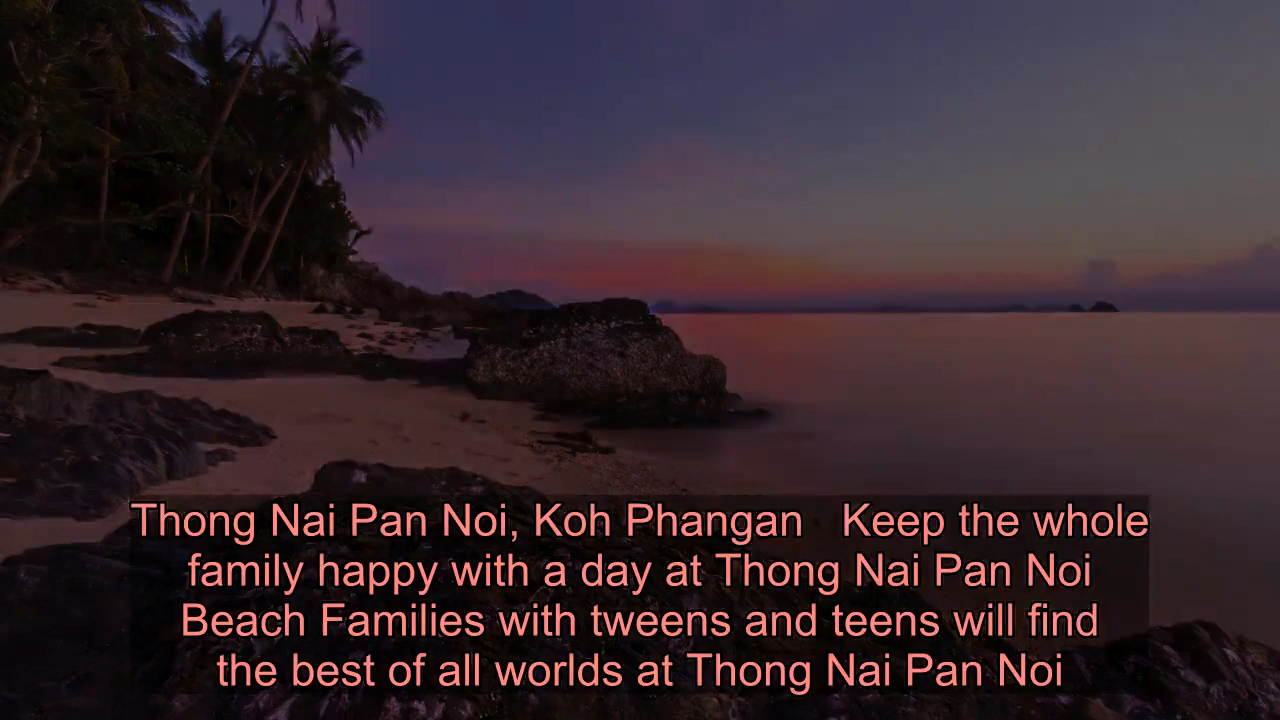 Thong Nai Pan Noi, Koh Phangan   Keep the whole
family happy with a day at Thong Nai Pan Noi
Beach Families with tweens and teens will find
the best of all worlds at Thong Nai Pan Noi